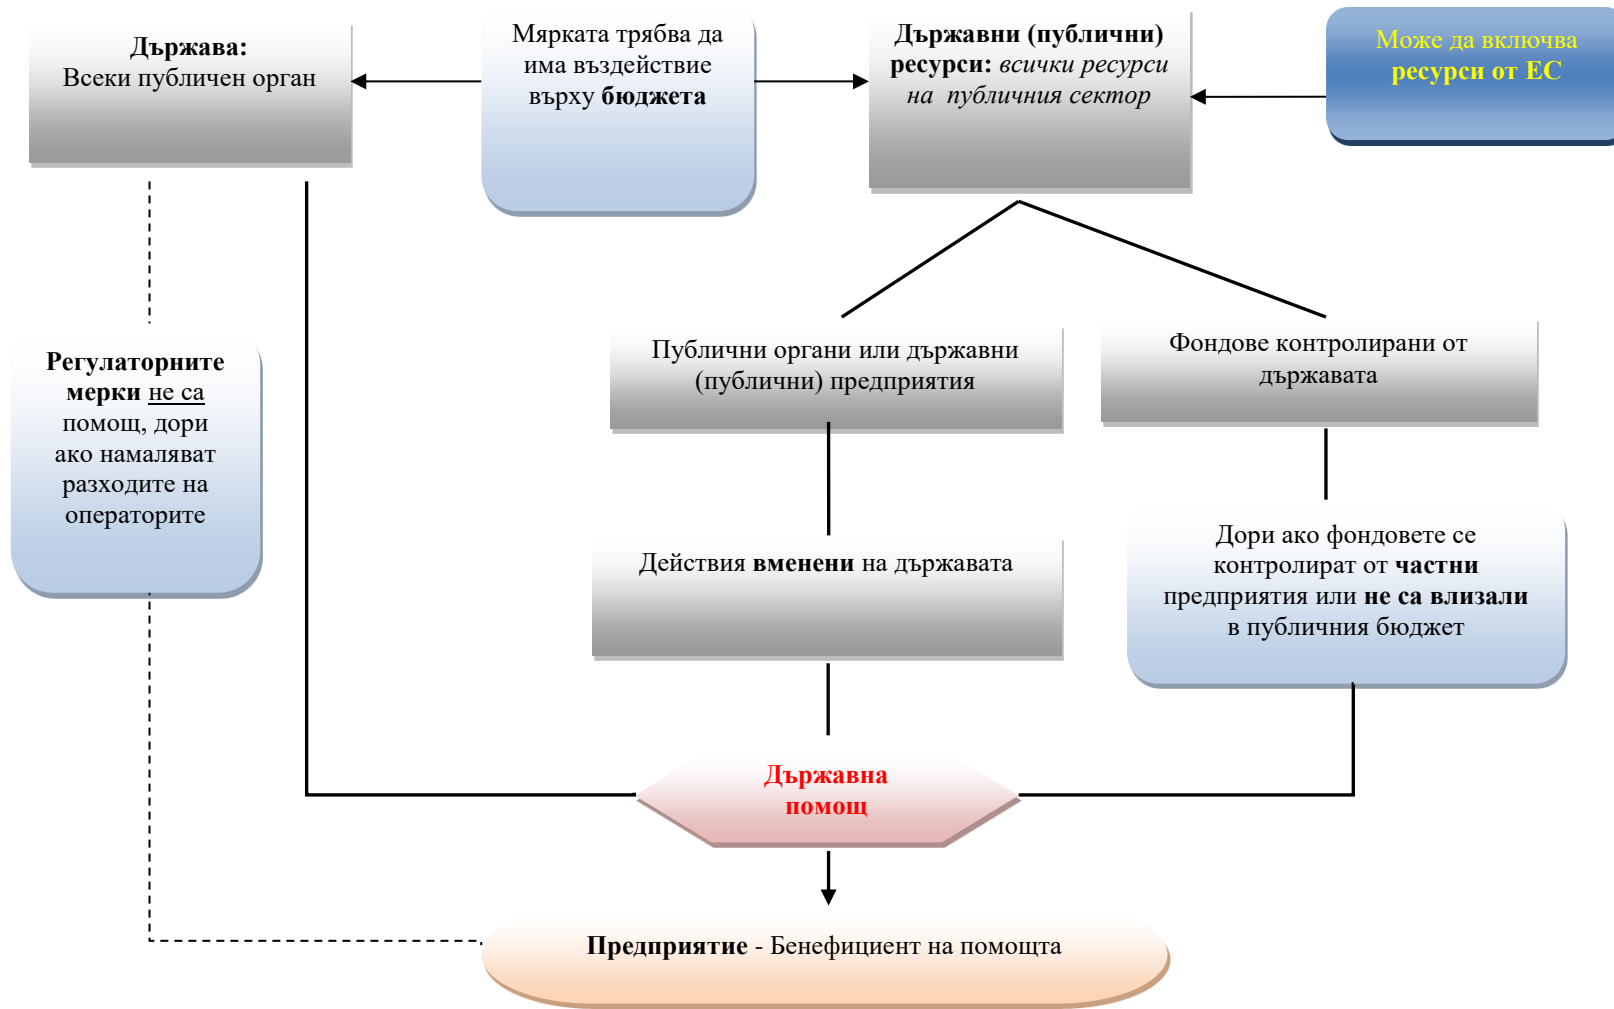 Държава:
Всеки публичен орган
Мярката трябва да
има въздействие
върху бюджета
Държавни (публични)
ресурси: всички ресурси
на публичния сектор
Може да включва
ресурси от ЕС
Регулаторните
мерки не са
помощ, дори
ако намаляват
разходите на
операторите
Публични органи или държавни
(публични) предприятия
Фондове контролирани от
държавата
Действия вменени на държавата
Дори ако фондовете се
контролират от частни
предприятия или не са влизали
в публичния бюджет
Държавна
помощ
Предприятие - Бенефициент на помощта